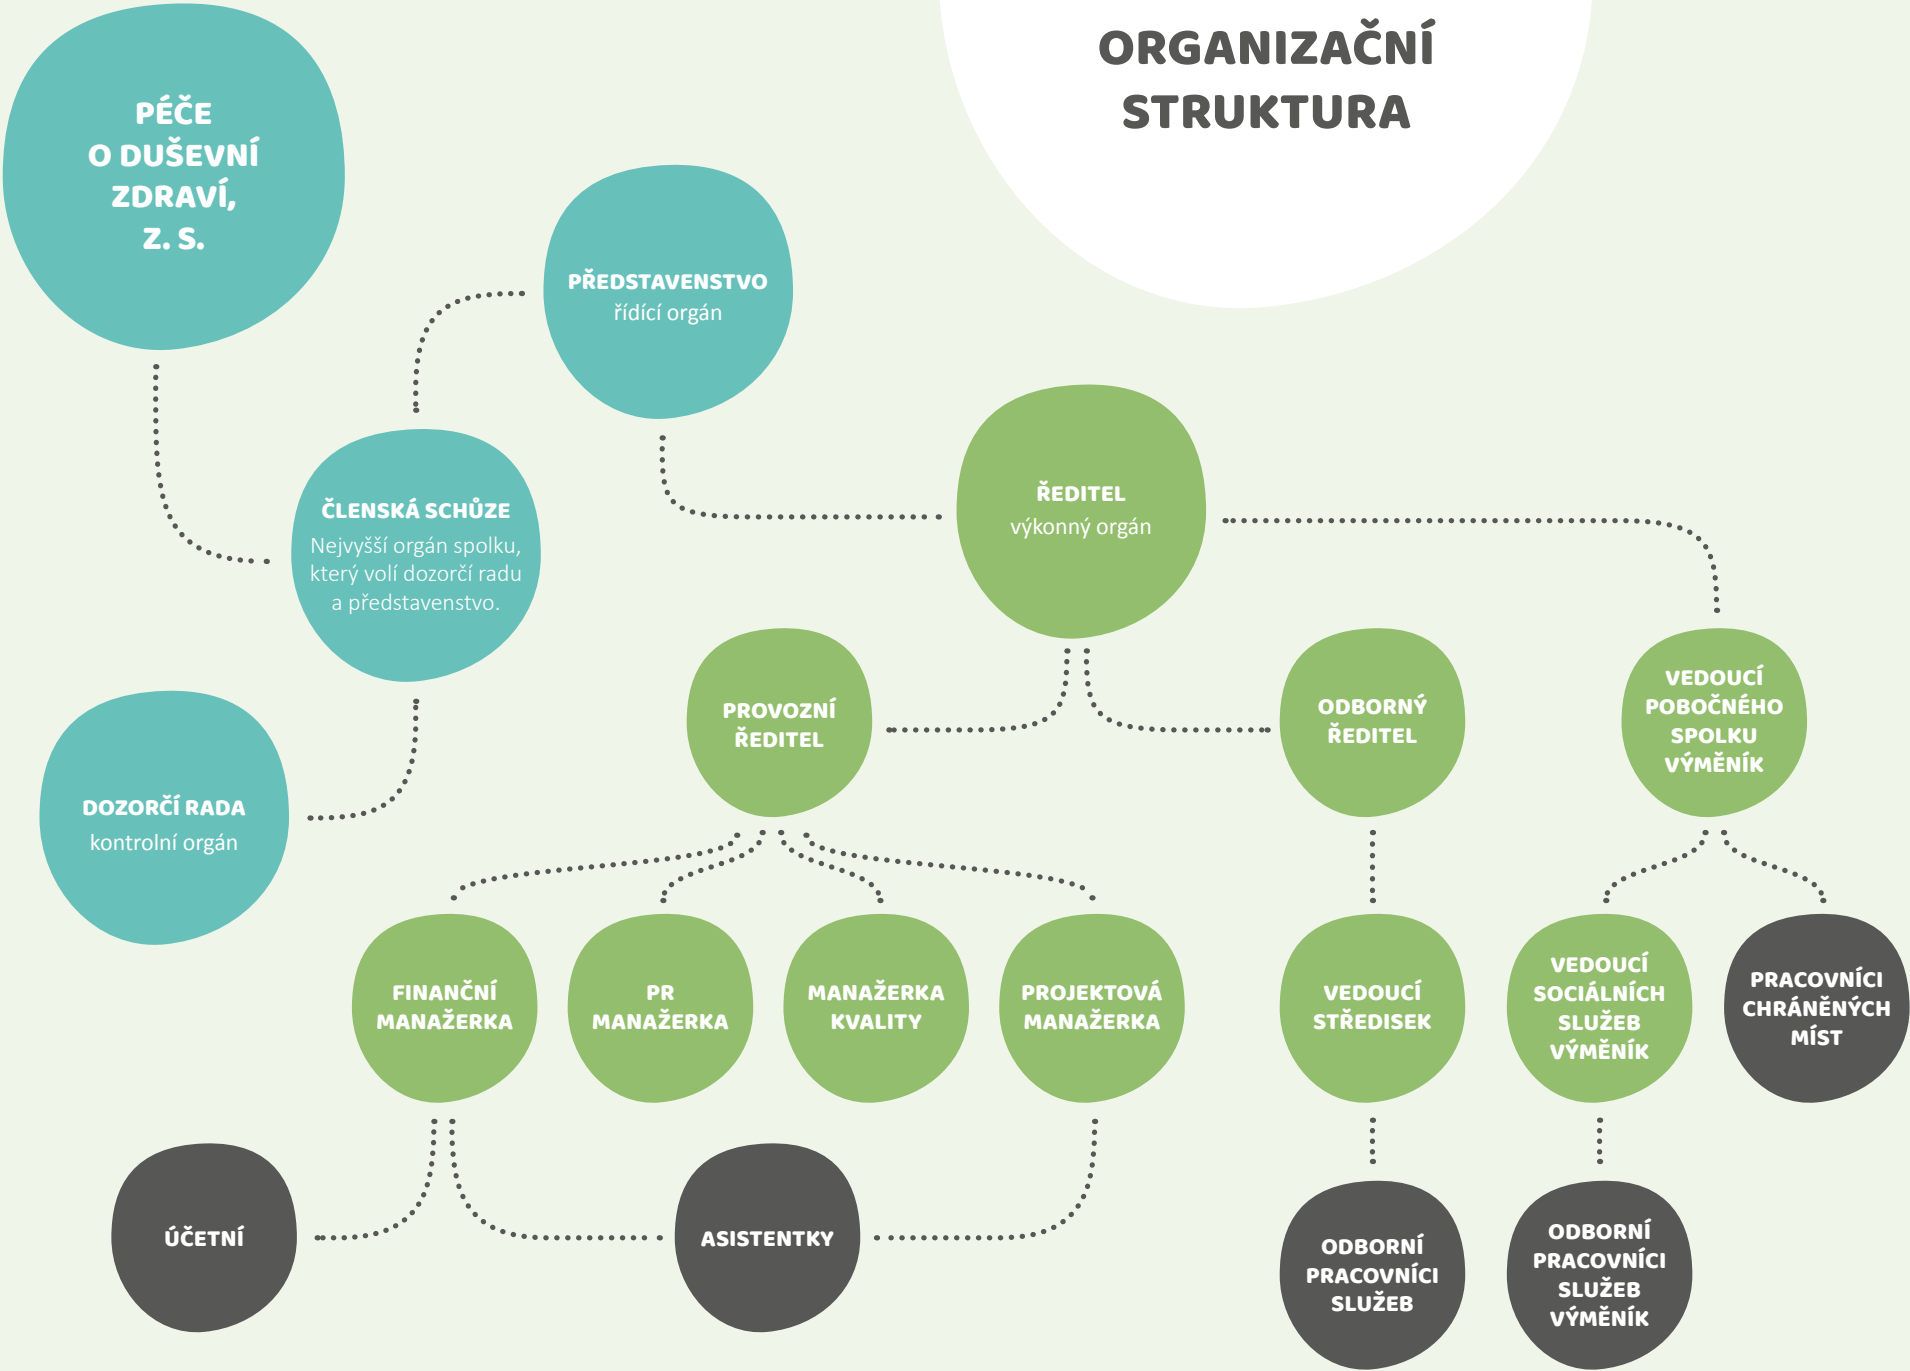 ORGANIZAČNÍ
STRUKTURA
PÉČE
O DUŠEVNÍ
ZDRAVÍ,
Z. S.
PŘEDSTAVENSTVO
řídící orgán
ČLENSKÁ SCHŮZE
Nejvyšší orgán spolku,
který volí dozorčí radu
a představenstvo.
ŘEDITEL
výkonný orgán
DOZORČÍ RADA
kontrolní orgán
PROVOZNÍ
ŘEDITEL
ODBORNÝ
ŘEDITEL
VEDOUCÍ
POBOČNÉHO
SPOLKU
VÝMĚNÍK
FINANČNÍ
MANAŽERKA
PR
MANAŽERKA
MANAŽERKA
KVALITY
PROJEKTOVÁ
MANAŽERKA
VEDOUCÍ
STŘEDISEK
VEDOUCÍ
SOCIÁLNÍCH
SLUŽEB
VÝMĚNÍK
PRACOVNÍCI
CHRÁNĚNÝCH
MÍST
ÚČETNÍ
ASISTENTKY
ODBORNÍ
PRACOVNÍCI
SLUŽEB
ODBORNÍ
PRACOVNÍCI
SLUŽEB
VÝMĚNÍK